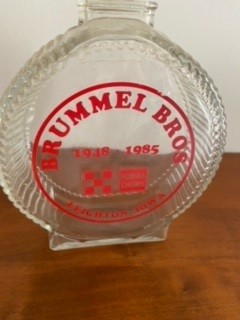 BRUMMEL BROS
1948 - 1985
LEIGHTON, IOWA